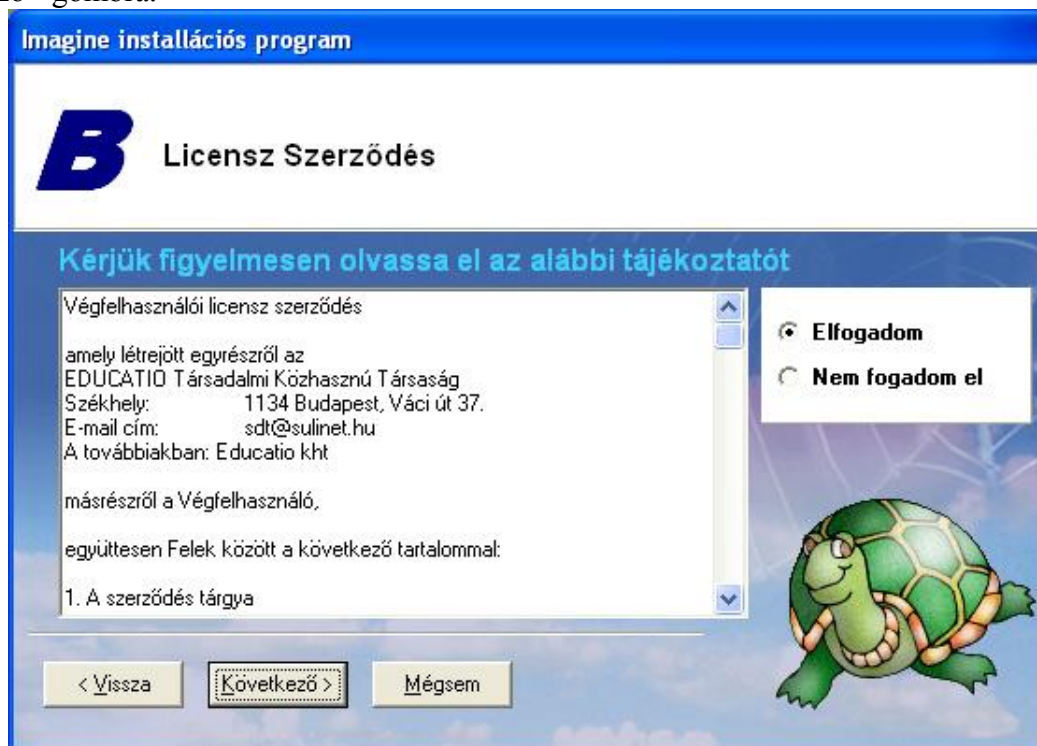 gombra.
Imagine installációs program
B
Licensz Szerződés
Kérjük figyelmesen olvassa el az alábbi tájékoztatót
Végfelhasználói licensz szerződés
amely létrejött egyrészről az
EDUCATIO Társadalmi Közhasznú Társaság
Székhely: 1134 Budapest, Váci út 37.
E-mail cím: sdt@sulinet.hu
A továbbiakban: Educatio kht
másrészről a Végfelhasználó,
együttesen Felek között a következő tartalommal:
1. A szerződés tárgya
Elfogadom
Nem fogadom el
< Vissza
Következő >
Mégsem